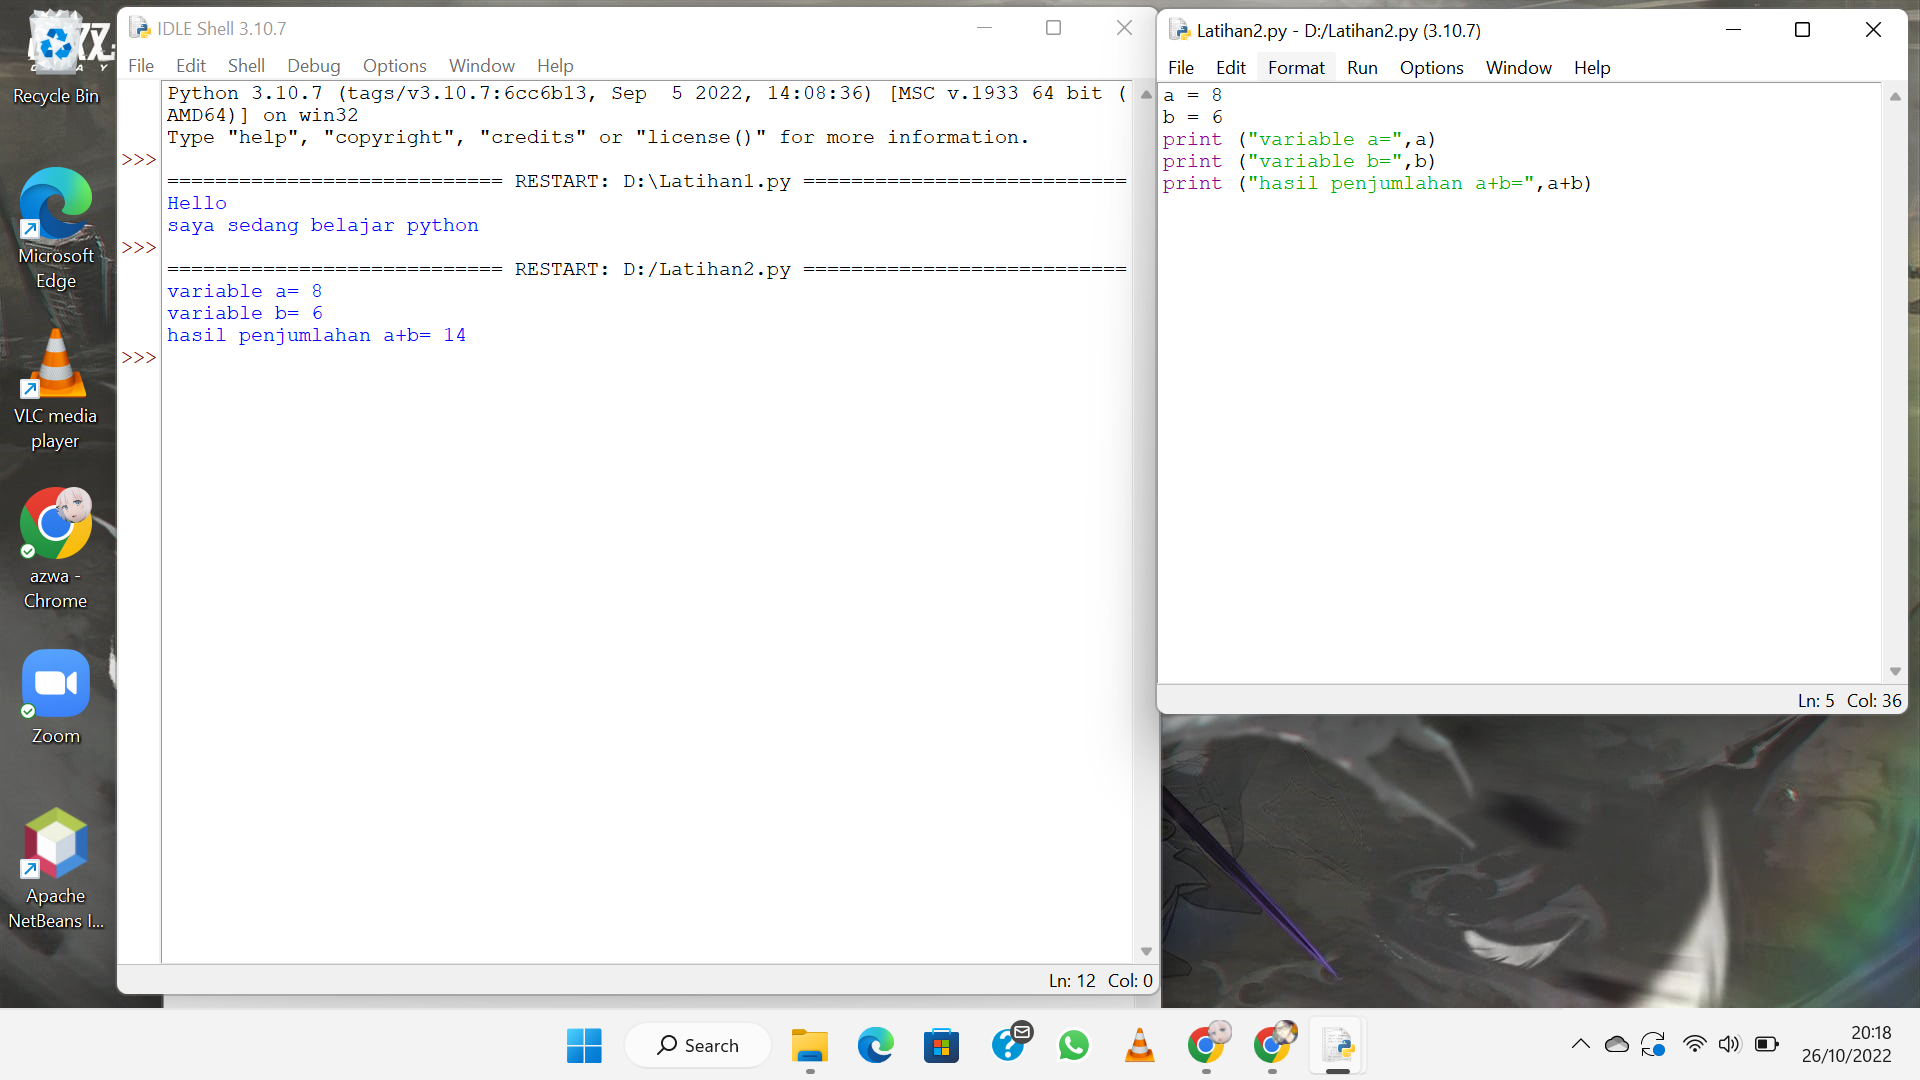 IDLE Shell 3.10.7
File Edit Shell Debug Options Window Help
Python 3.10.7 (tags/v3.10.7:6cc6b13, Sep  5 2022, 14:08:36) [MSC v.1933 64 bit (
AMD64)] on win32
Type "help", "copyright", "credits" or "license()" for more information.
>>>
============================ RESTART: D:\Latihan1.py ===========================
Hello
saya sedang belajar python
>>>
============================ RESTART: D:/Latihan2.py ===========================
variable a= 8
variable b= 6
hasil penjumlahan a+b= 14
>>>
Ln: 12 Col: 0
Latihan2.py - D:/Latihan2.py (3.10.7)
File Edit Format Run Options Window Help
a = 8
b = 6
print ("variable a=",a)
print ("variable b=",b)
print ("hasil penjumlahan a+b=",a+b)
Ln: 5 Col: 36
Recycle Bin
Microsoft
Edge
VLC media
player
azwa -
Chrome
Zoom
Apache
NetBeans I...
Search
20:18
26/10/2022